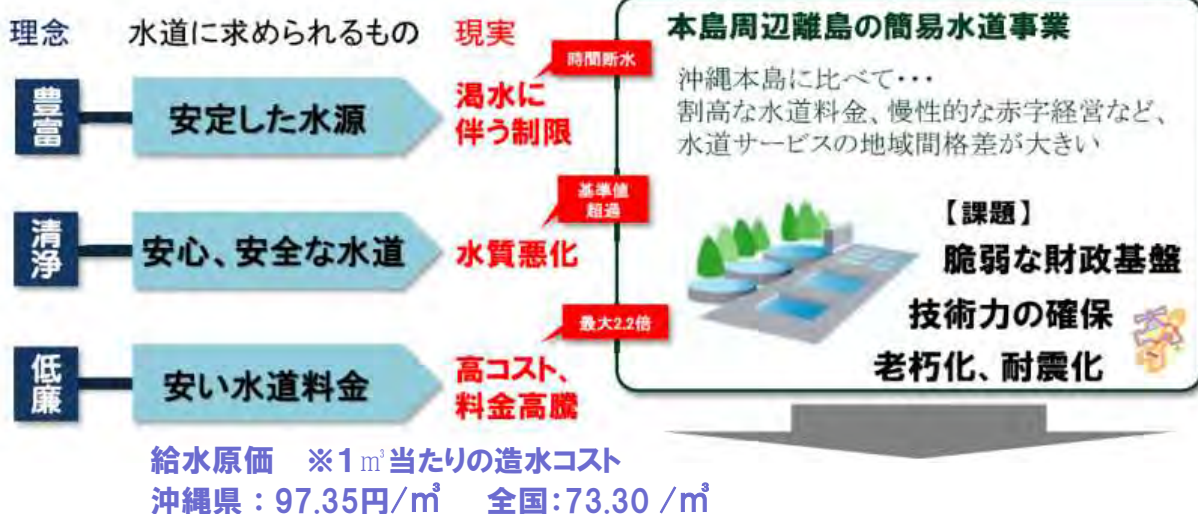 理念　水道に求められるもの　現実
豊富
安定した水源
渇水に
伴う制限
時間断水
清浄
安心、安全な水道
水質悪化
基準値
超過
低廉
安い水道料金
高コスト、
料金高騰
最大2.2倍
給水原価　※1㎥当たりの造水コスト
沖縄県：97.35円/㎥　全国:73.30 /㎥
本島周辺離島の簡易水道事業
沖縄本島に比べて・・・
割高な水道料金、慢性的な赤字経営など、
水道サービスの地域間格差が大きい
【課題】
脆弱な財政基盤
技術力の確保
老朽化、耐震化